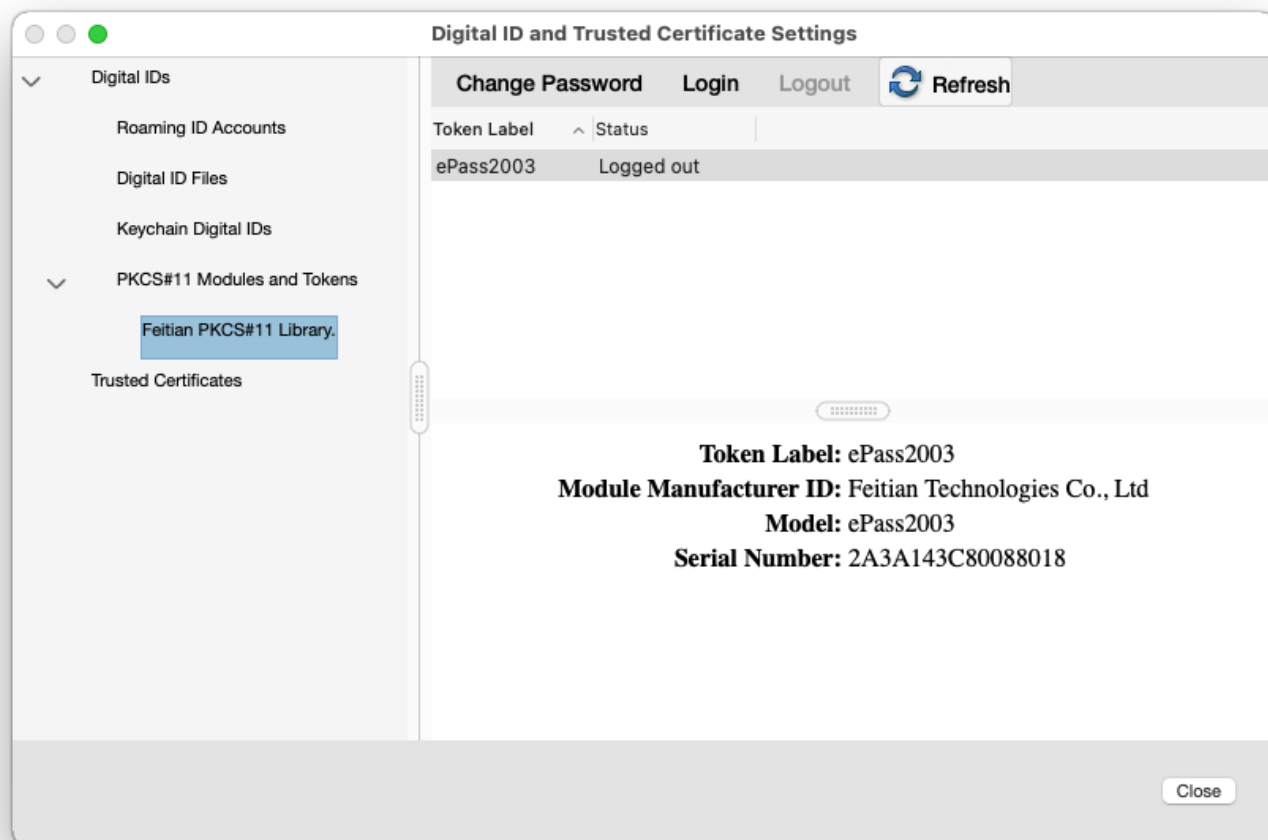 Digital ID and Trusted Certificate Settings
Digital IDs
Roaming ID Accounts
Digital ID Files
Keychain Digital IDs
PKCS#11 Modules and Tokens
Feitian PKCS#11 Library.
Trusted Certificates
Change Password Login Logout Refresh
Token Label Status
ePass2003 Logged out
Token Label: ePass2003
Module Manufacturer ID: Feitian Technologies Co., Ltd
Model: ePass2003
Serial Number: 2A3A143C80088018
Close